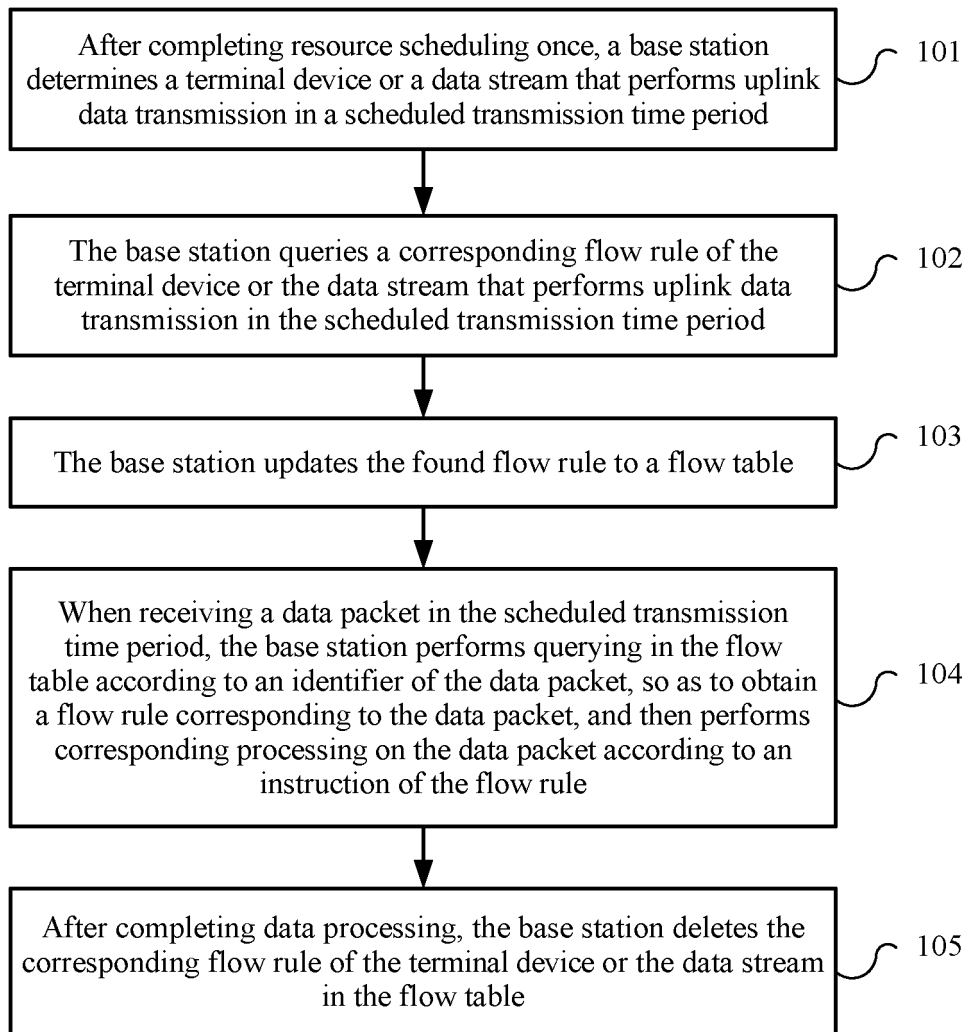 After completing resource scheduling once, a base station
determines a terminal device or a data stream that performs uplink
data transmission in a scheduled transmission time period
101
The base station queries a corresponding flow rule of the
terminal device or the data stream that performs uplink data
transmission in the scheduled transmission time period
102
The base station updates the found flow rule to a flow table
103
When receiving a data packet in the scheduled transmission
time period, the base station performs querying in the flow
table according to an identifier of the data packet, so as to obtain
a flow rule corresponding to the data packet, and then performs
corresponding processing on the data packet according to an
instruction of the flow rule
104
After completing data processing, the base station deletes the
corresponding flow rule of the terminal device or the data stream
in the flow table
105